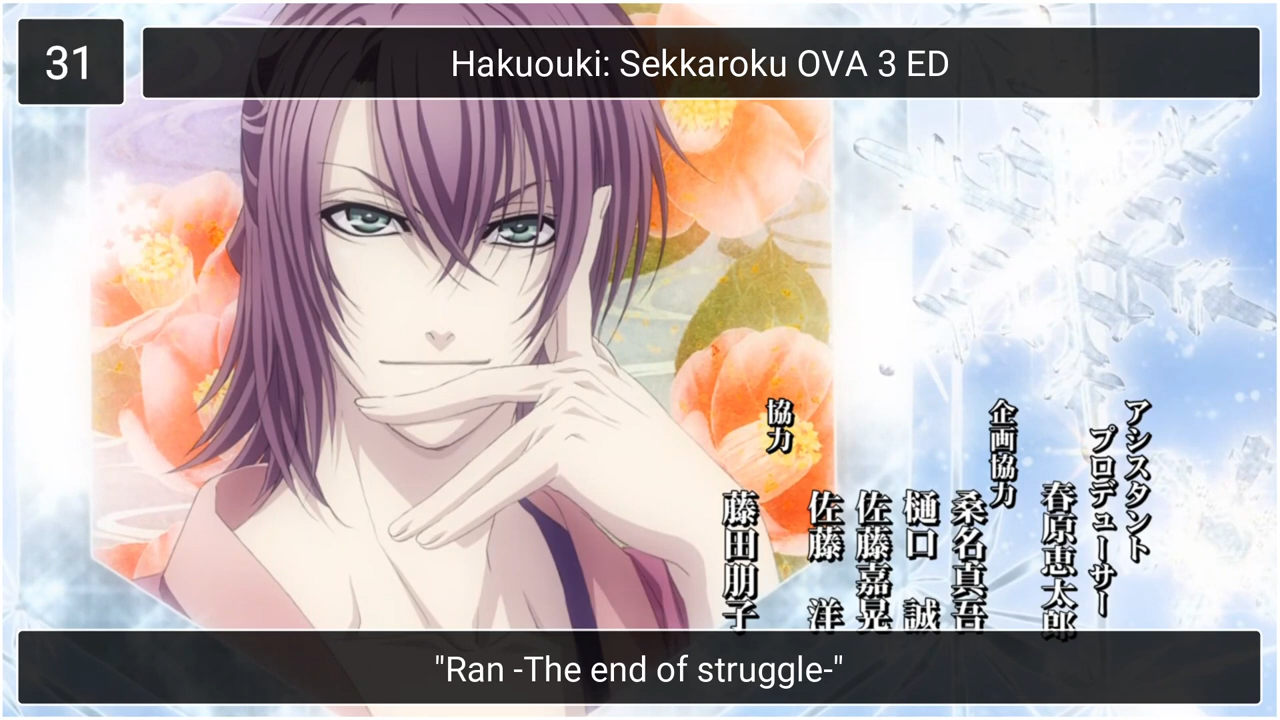 31
Hakuouki: Sekkaroku OVA 3 ED
アシスタント
プロデューサー
春原恵太郎
企画協力
桑名真吾
樋口 誠
佐藤嘉晃
佐藤 洋
協力
藤田朋子
"Ran -The end of struggle-"